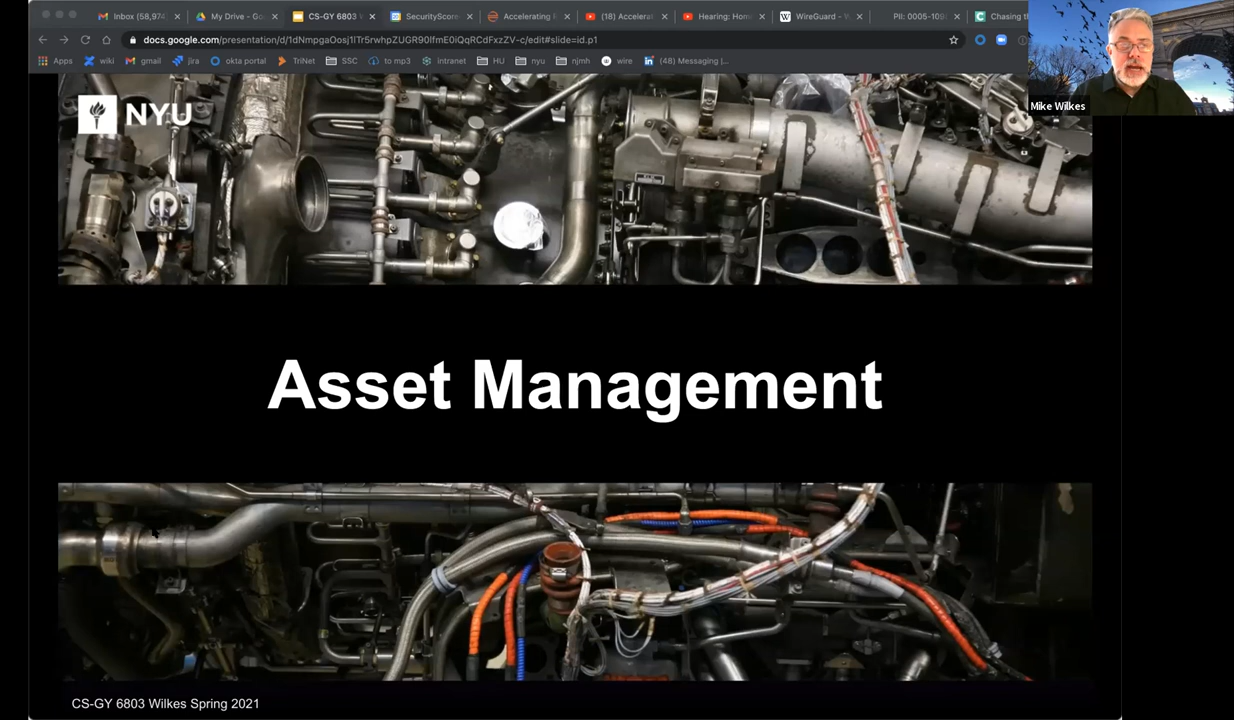 Inbox (58,974
My Drive - Go
CS-GY 6803 W
SecurityScore
Accelerating F
(18) Accelerat
Hearing: Hom
WireGuard - W
PII: 0005-109
Chasing th
docs.google.com/presentation/d/1dNmpgaOosj1lTr5rwhpZUGR90lfmE0iQqRCdFxzZV-c/edit#slide=id.p1
Apps
wiki
gmail
jira
okta portal
TriNet
SSC
to mp3
Intranet
HU
nyu
njmh
wire
(48) Messaging |...
Mike Wilkes
NYU
Asset Management
CS-GY 6803 Wilkes Spring 2021